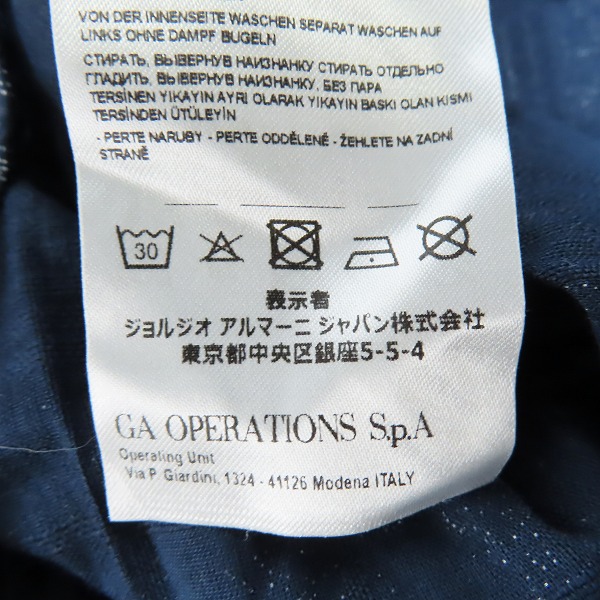 VON DER INNENSEITE WASCHEN SEPARAT WASCHEN AUF
LINKS OHNE DAMPF BUGELN
СТИРАТЬ, ВЫВЕРНУВ НАИЗНАНКУ СТИРАТЬ ОТДЕЛЬНО
ГЛАДИТЬ, ВЫВЕРНУВ НАИЗНАНКУ, БЕЗ ПАРА
TERSINEN YIKAYIN AYRI OLARAK YIKAYIN BASKI OLAN KISMI
TERSİNDEN ÜTÜLEYİN
- PERTE NARUBY - PERTE ODDĚLENĚ - ŽEHLETE NA ZADNÍ
STRANĚ
30
表示者
ジョルジオ アルマーニ ジャパン株式会社
東京都中央区銀座5-5-4
GA OPERATIONS S.p.A
Operating Unit
Via P. Giardini, 1324 - 41126 Modena ITALY